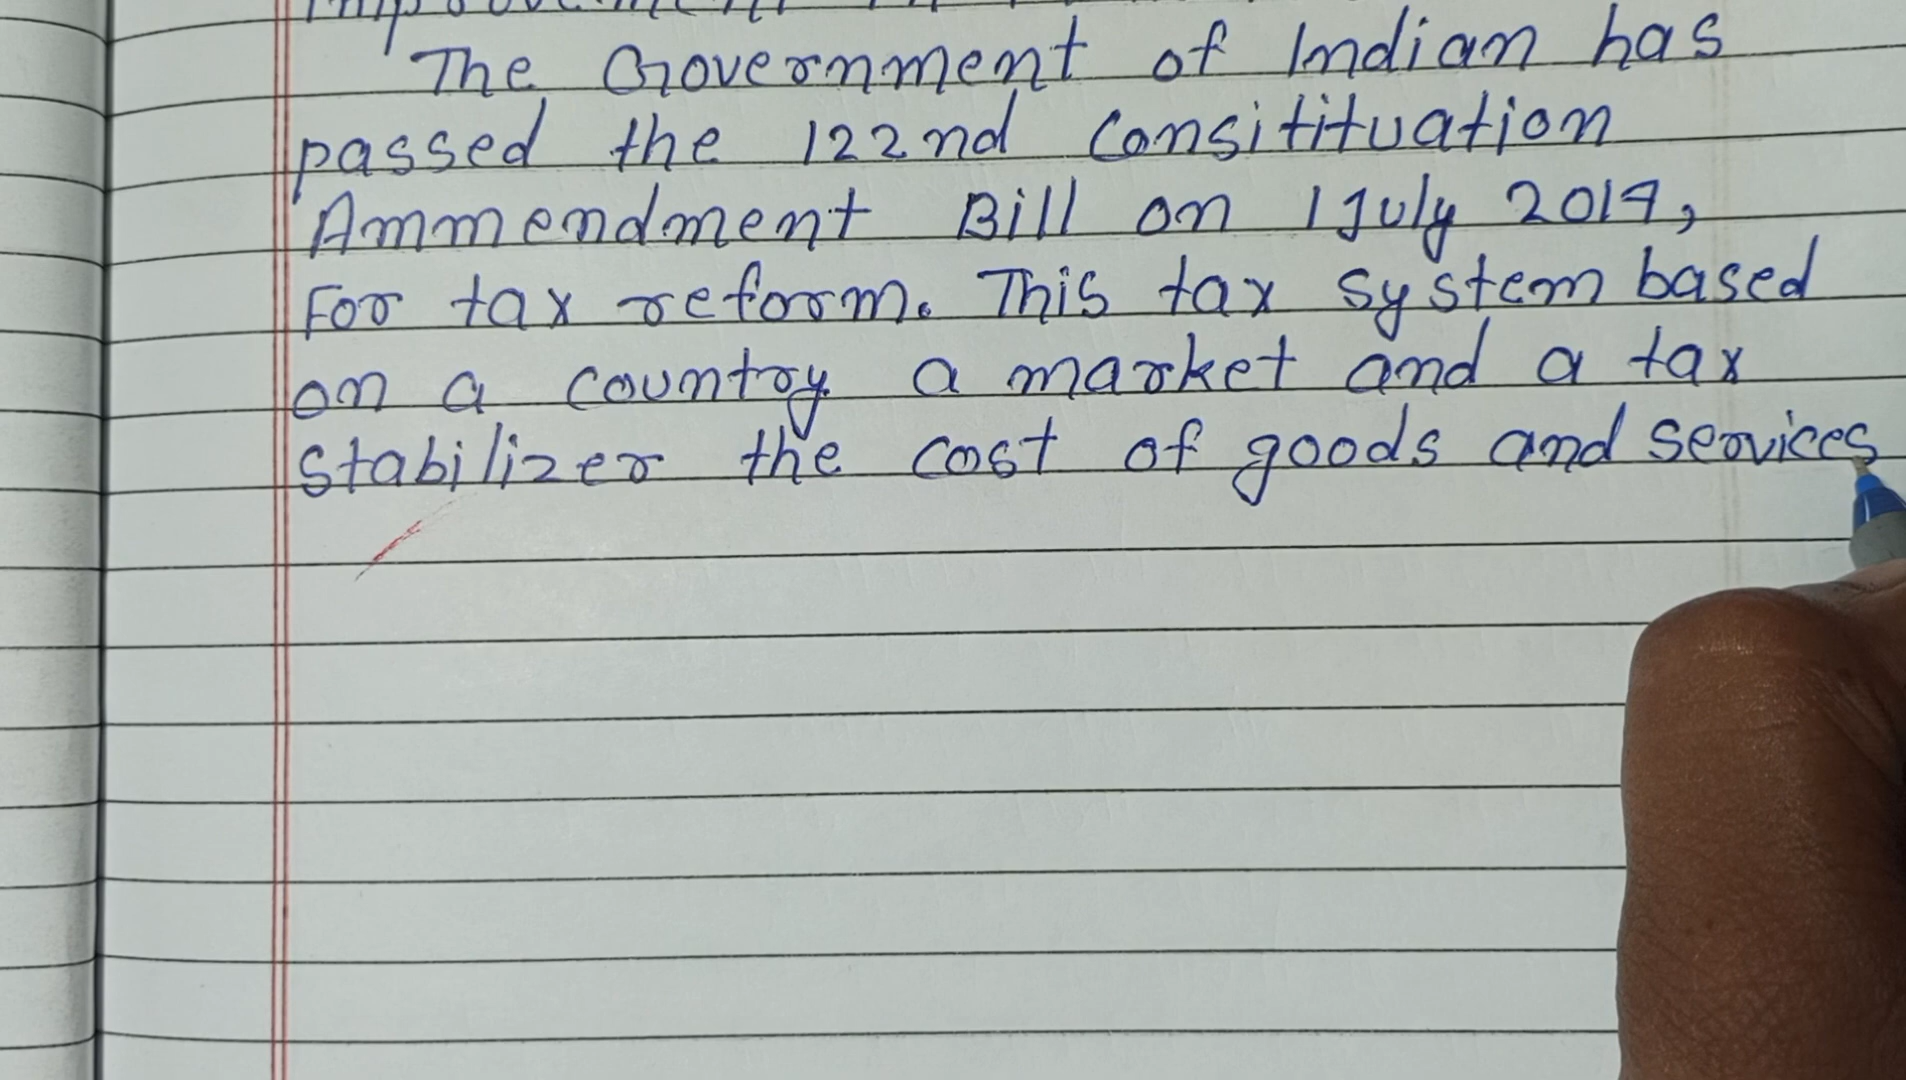 The Government of Indian has
passed the 122nd Consitituation
Ammendment Bill on 1 July 2017,
For tax reform. This tax system based
on a country a market and a tax
stabilizer the cost of goods and services